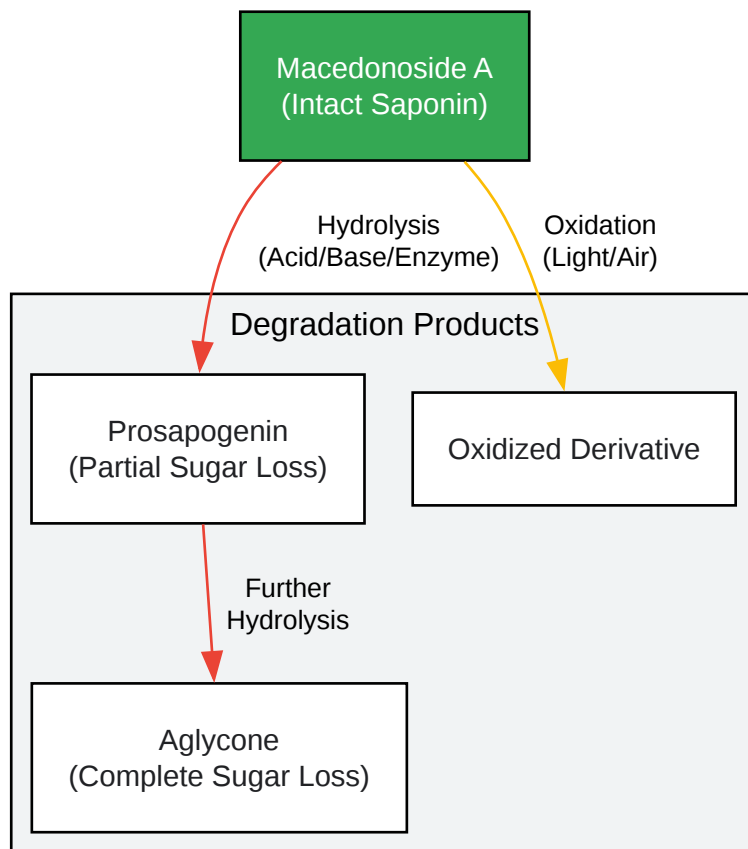 Macedonoside A
(Intact Saponin)
Hydrolysis
(Acid/Base/Enzyme)
Oxidation
(Light/Air)
Degradation Products
Prosapogenin
(Partial Sugar Loss)
Oxidized Derivative
Further
Hydrolysis
Aglycone
(Complete Sugar Loss)